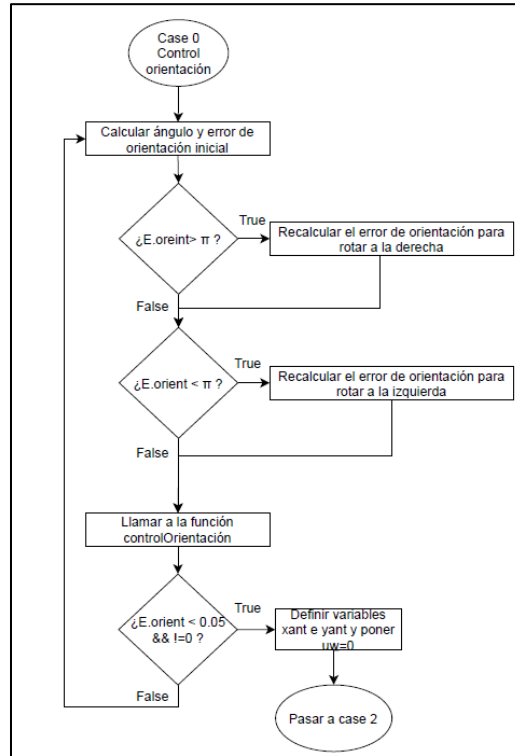 Case 0
Control
orientación
Calcular ángulo y error de
orientación inicial
¿E.oreint> π ?
True
Recalcular el error de orientación para
rotar a la derecha
False
¿E.orient < π ?
True
Recalcular el error de orientación para
rotar a la izquierda
False
Llamar a la función
controlOrientación
¿E.orient < 0.05
&& !=0 ?
True
Definir variables
xant e yant y poner
uw=0
False
Pasar a case 2